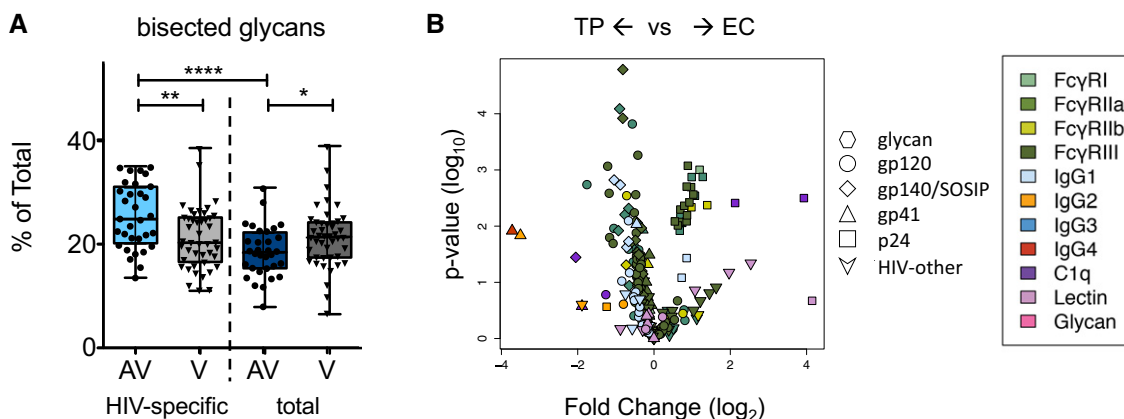 A
bisected glycans
% of Total
40
20
0
****
**
*
AV V AV V
HIV-specific total
B
TP ← vs → EC
p-value (log10)
4
3
2
1
0
−4 −2 0 2 4
Fold Change (log2)
glycan
gp120
gp140/SOSIP
gp41
p24
HIV-other
FcγRI
FcγRIIa
FcγRIIb
FcγRIII
IgG1
IgG2
IgG3
IgG4
C1q
Lectin
Glycan